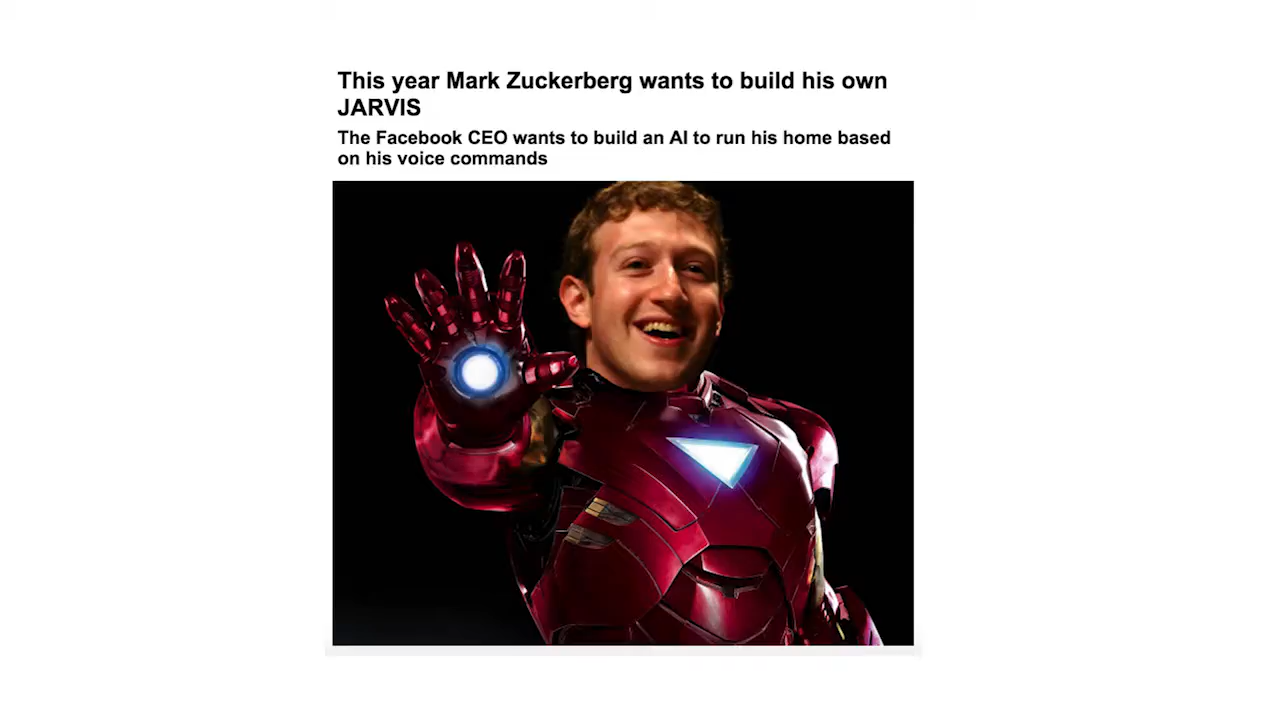 This year Mark Zuckerberg wants to build his own
JARVIS
The Facebook CEO wants to build an AI to run his home based
on his voice commands